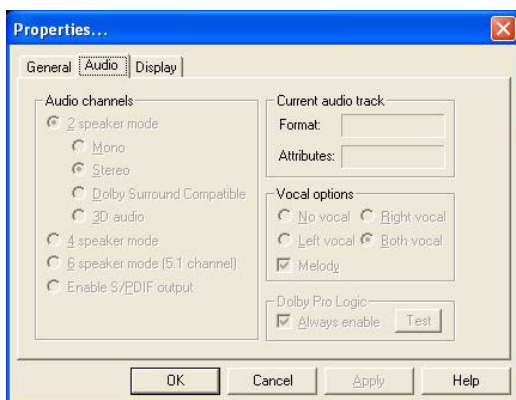 Properties...
General Audio Display
Audio channels
2 speaker mode
Mono
Stereo
Dolby Surround Compatible
3D audio
4 speaker mode
6 speaker mode (5.1 channel)
Enable S/PDIF output
Current audio track
Format:
Attributes:
Vocal options
No vocal Right vocal
Left vocal Both vocal
Melody
Dolby Pro Logic
Always enable Test
OK Cancel Apply Help